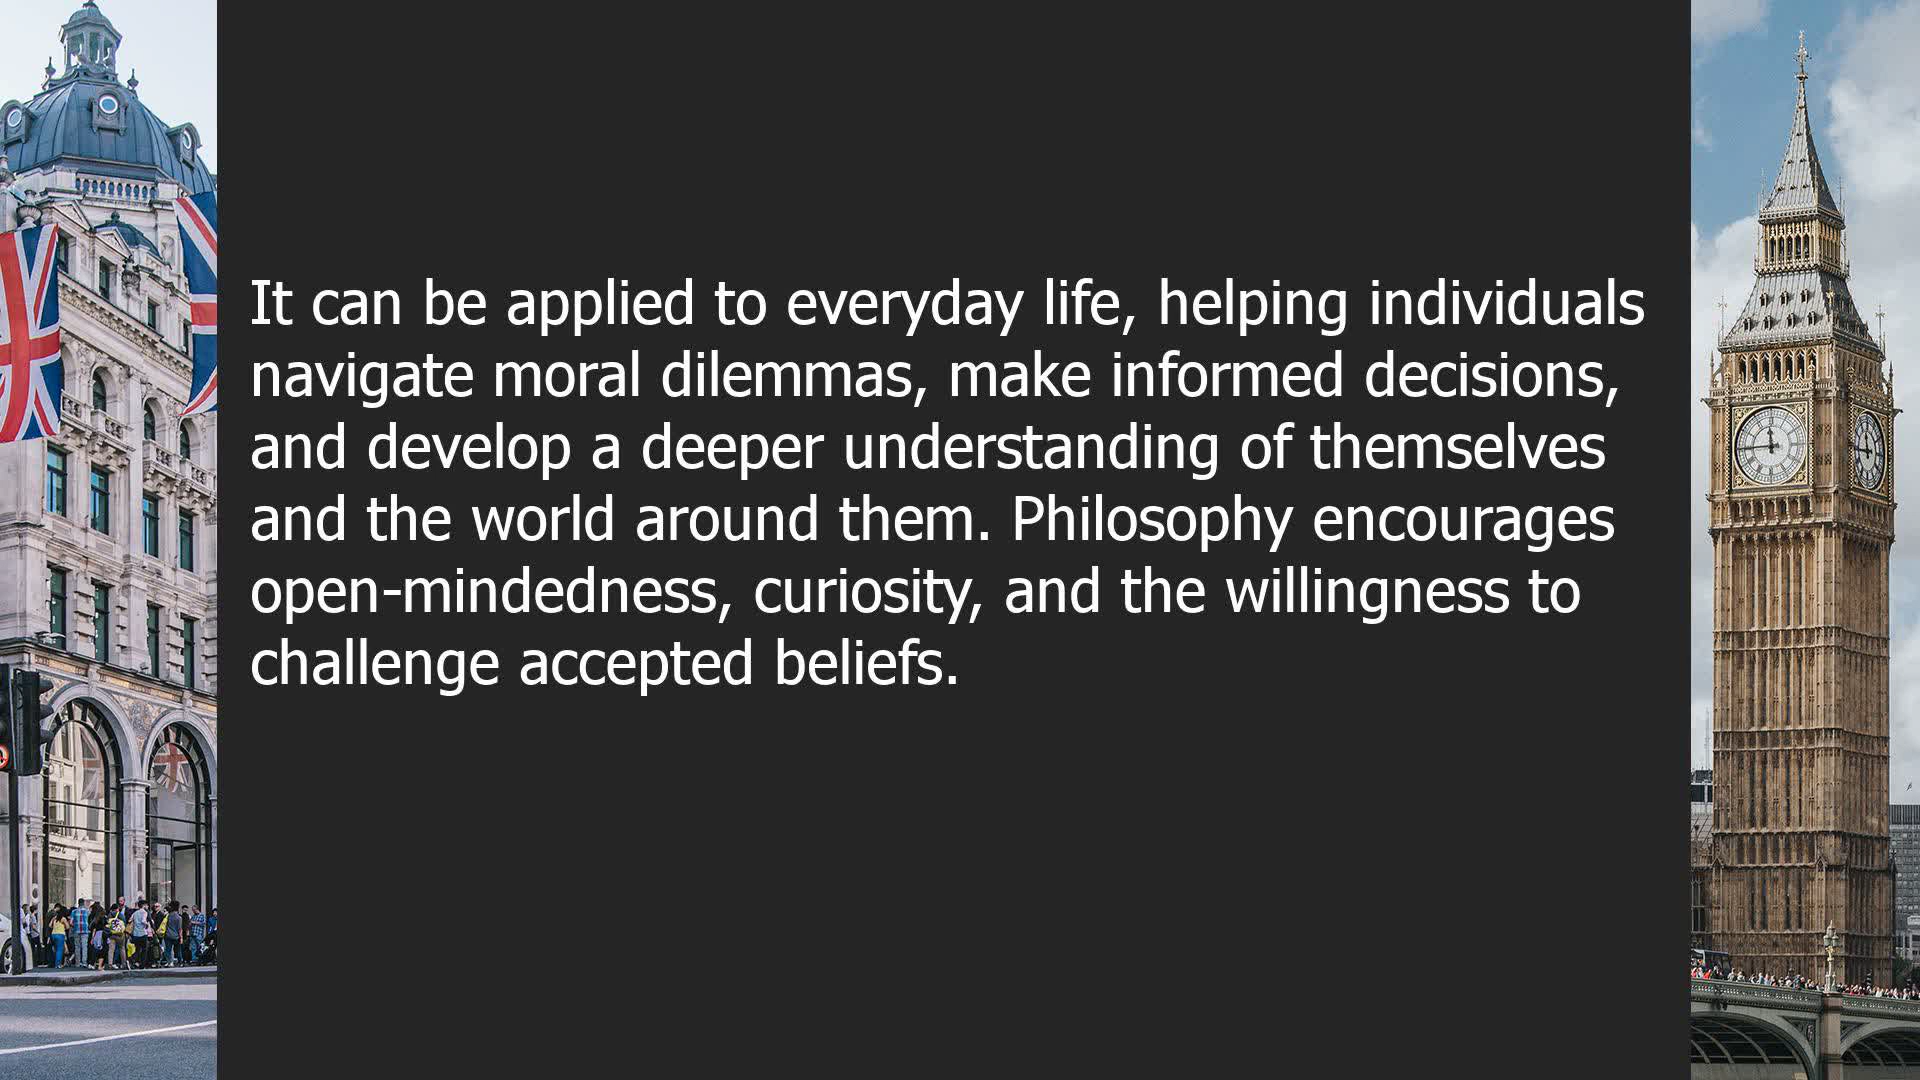 It can be applied to everyday life, helping individuals
navigate moral dilemmas, make informed decisions,
and develop a deeper understanding of themselves
and the world around them. Philosophy encourages
open-mindedness, curiosity, and the willingness to
challenge accepted beliefs.